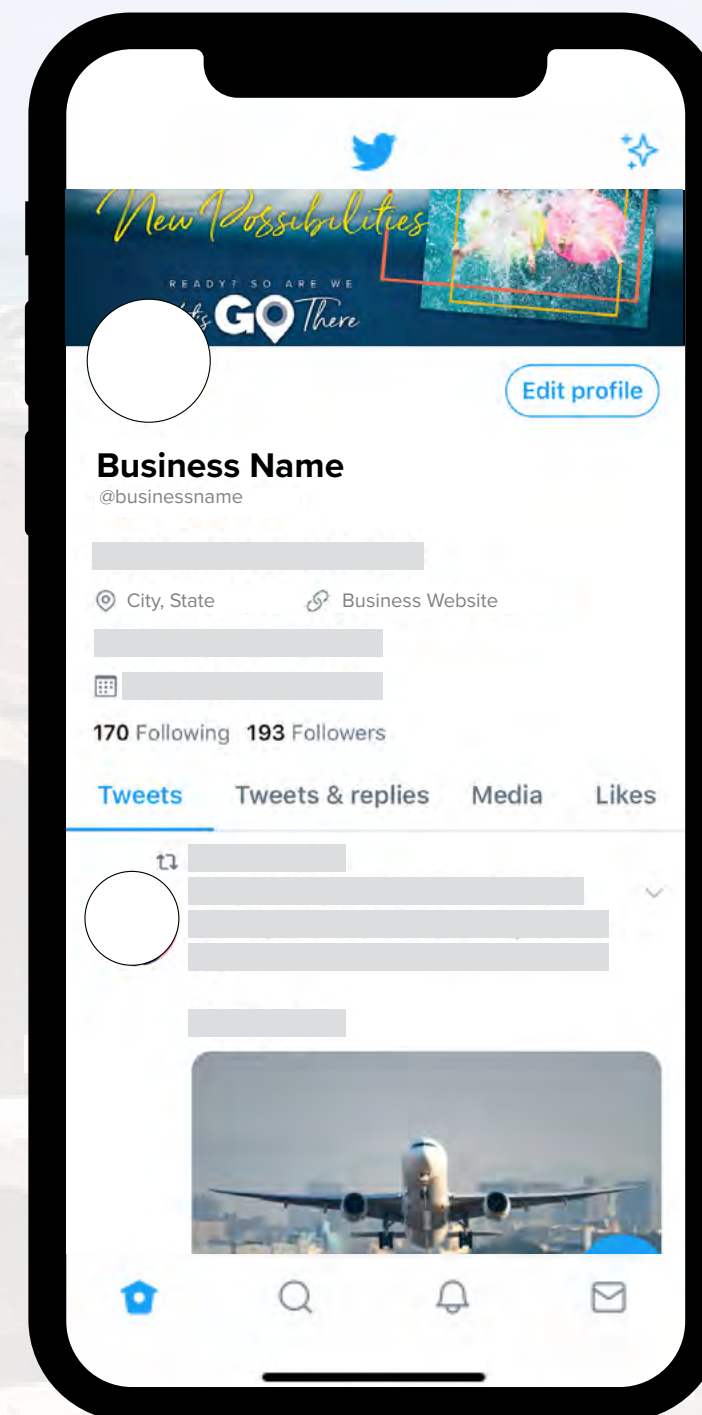 New Possibilities
READY? SO ARE WE
Let's GO There
Edit profile
Business Name
@businessname
City, State Business Website
170 Following 193 Followers
Tweets Tweets & replies Media Likes